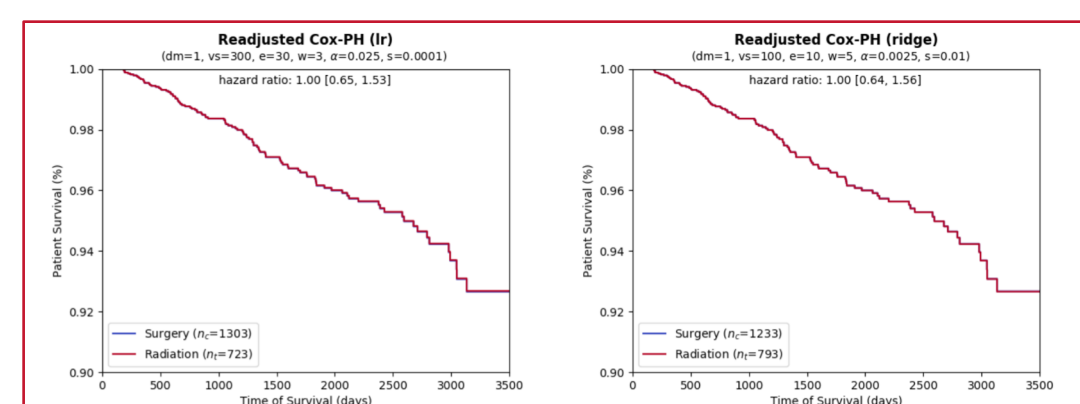 Readjusted Cox-PH (lr)
(dm=1, vs=300, e=30, w=3, α=0.025, s=0.0001)
hazard ratio: 1.00 [0.65, 1.53]
Patient Survival (%)
1.00
0.98
0.96
0.94
0.92
0.90
Surgery (n_c=1303)
Radiation (n_t=723)
0 500 1000 1500 2000 2500 3000 3500
Time of Survival (days)
Readjusted Cox-PH (ridge)
(dm=1, vs=100, e=10, w=5, α=0.0025, s=0.01)
hazard ratio: 1.00 [0.64, 1.56]
Patient Survival (%)
1.00
0.98
0.96
0.94
0.92
0.90
Surgery (n_c=1233)
Radiation (n_t=793)
0 500 1000 1500 2000 2500 3000 3500
Time of Survival (days)